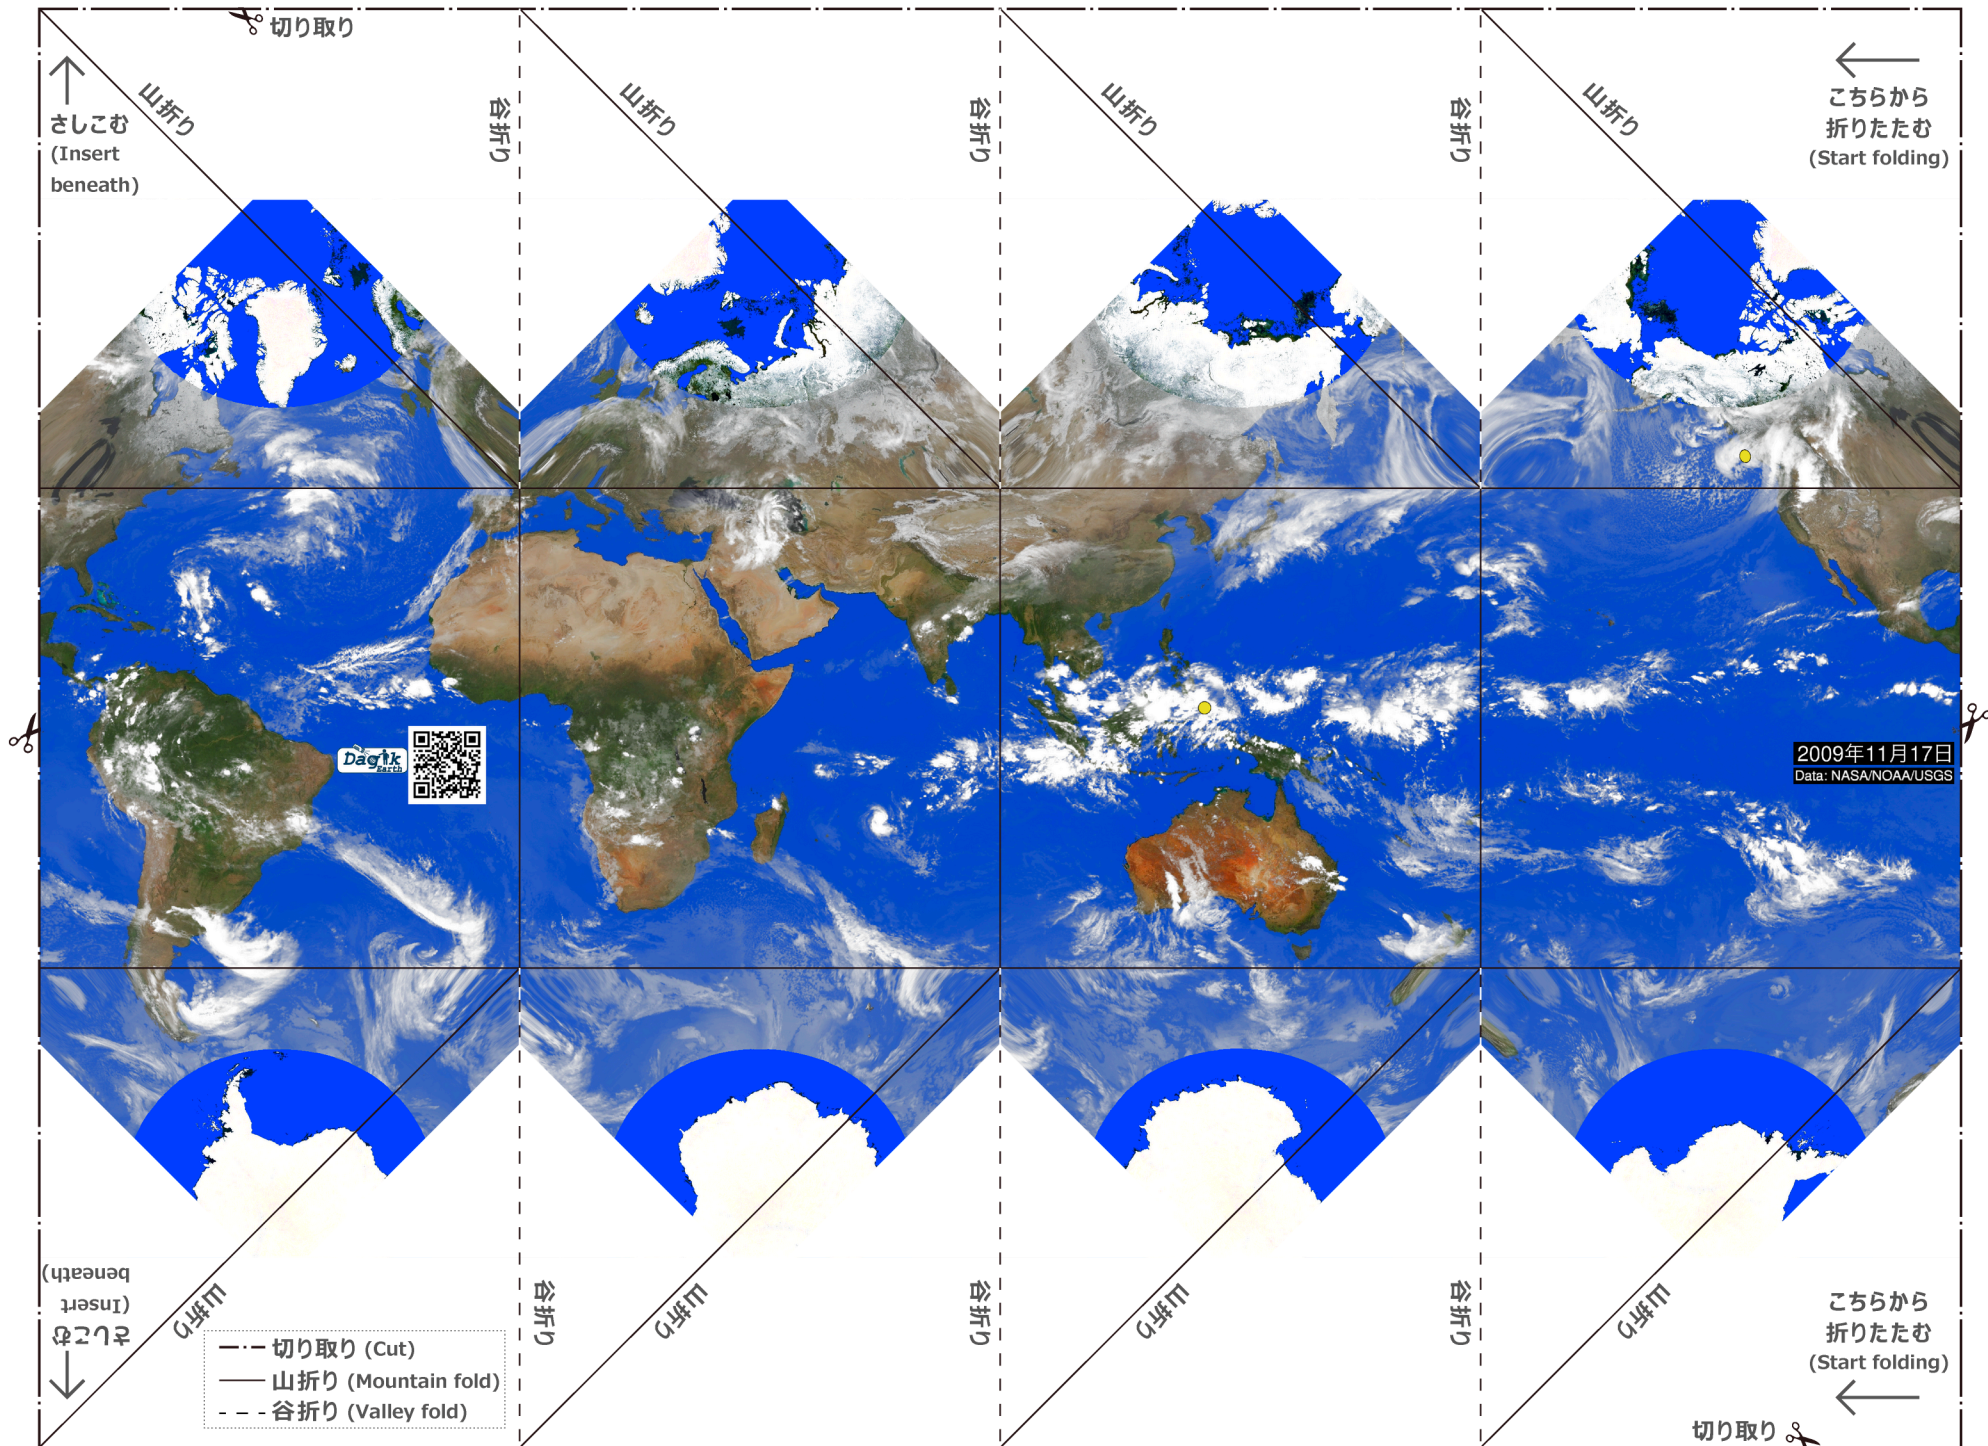 切り取り
さしこむ
(Insert
beneath)
山折り
谷折り
山折り
谷折り
山折り
谷折り
山折り
こちらから
折りたたむ
(Start folding)
Dagik
Earth
2009年11月17日
Data: NASA/NOAA/USGS
さしこむ
(Insert
beneath)
山折り
谷折り
山折り
谷折り
山折り
谷折り
山折り
こちらから
折りたたむ
(Start folding)
切り取り (Cut)
山折り (Mountain fold)
谷折り (Valley fold)
切り取り